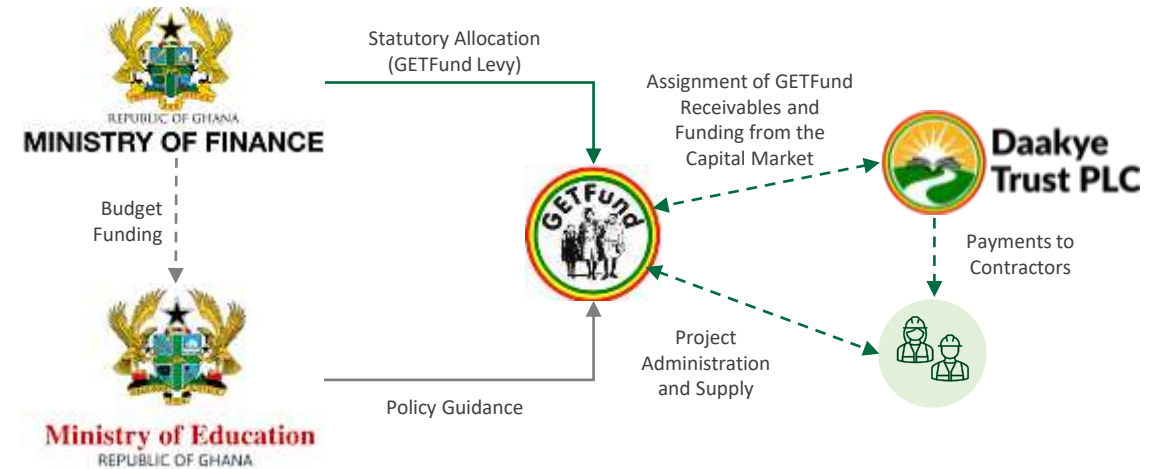 Statutory Allocation
(GETFund Levy)
REPUBLIC OF GHANA
MINISTRY OF FINANCE
Assignment of GETFund
Receivables and
Funding from the
Capital Market
Daakye
Trust PLC
GETFund
Budget
Funding
Payments to
Contractors
Project
Administration
and Supply
Policy Guidance
Ministry of Education
REPUBLIC OF GHANA